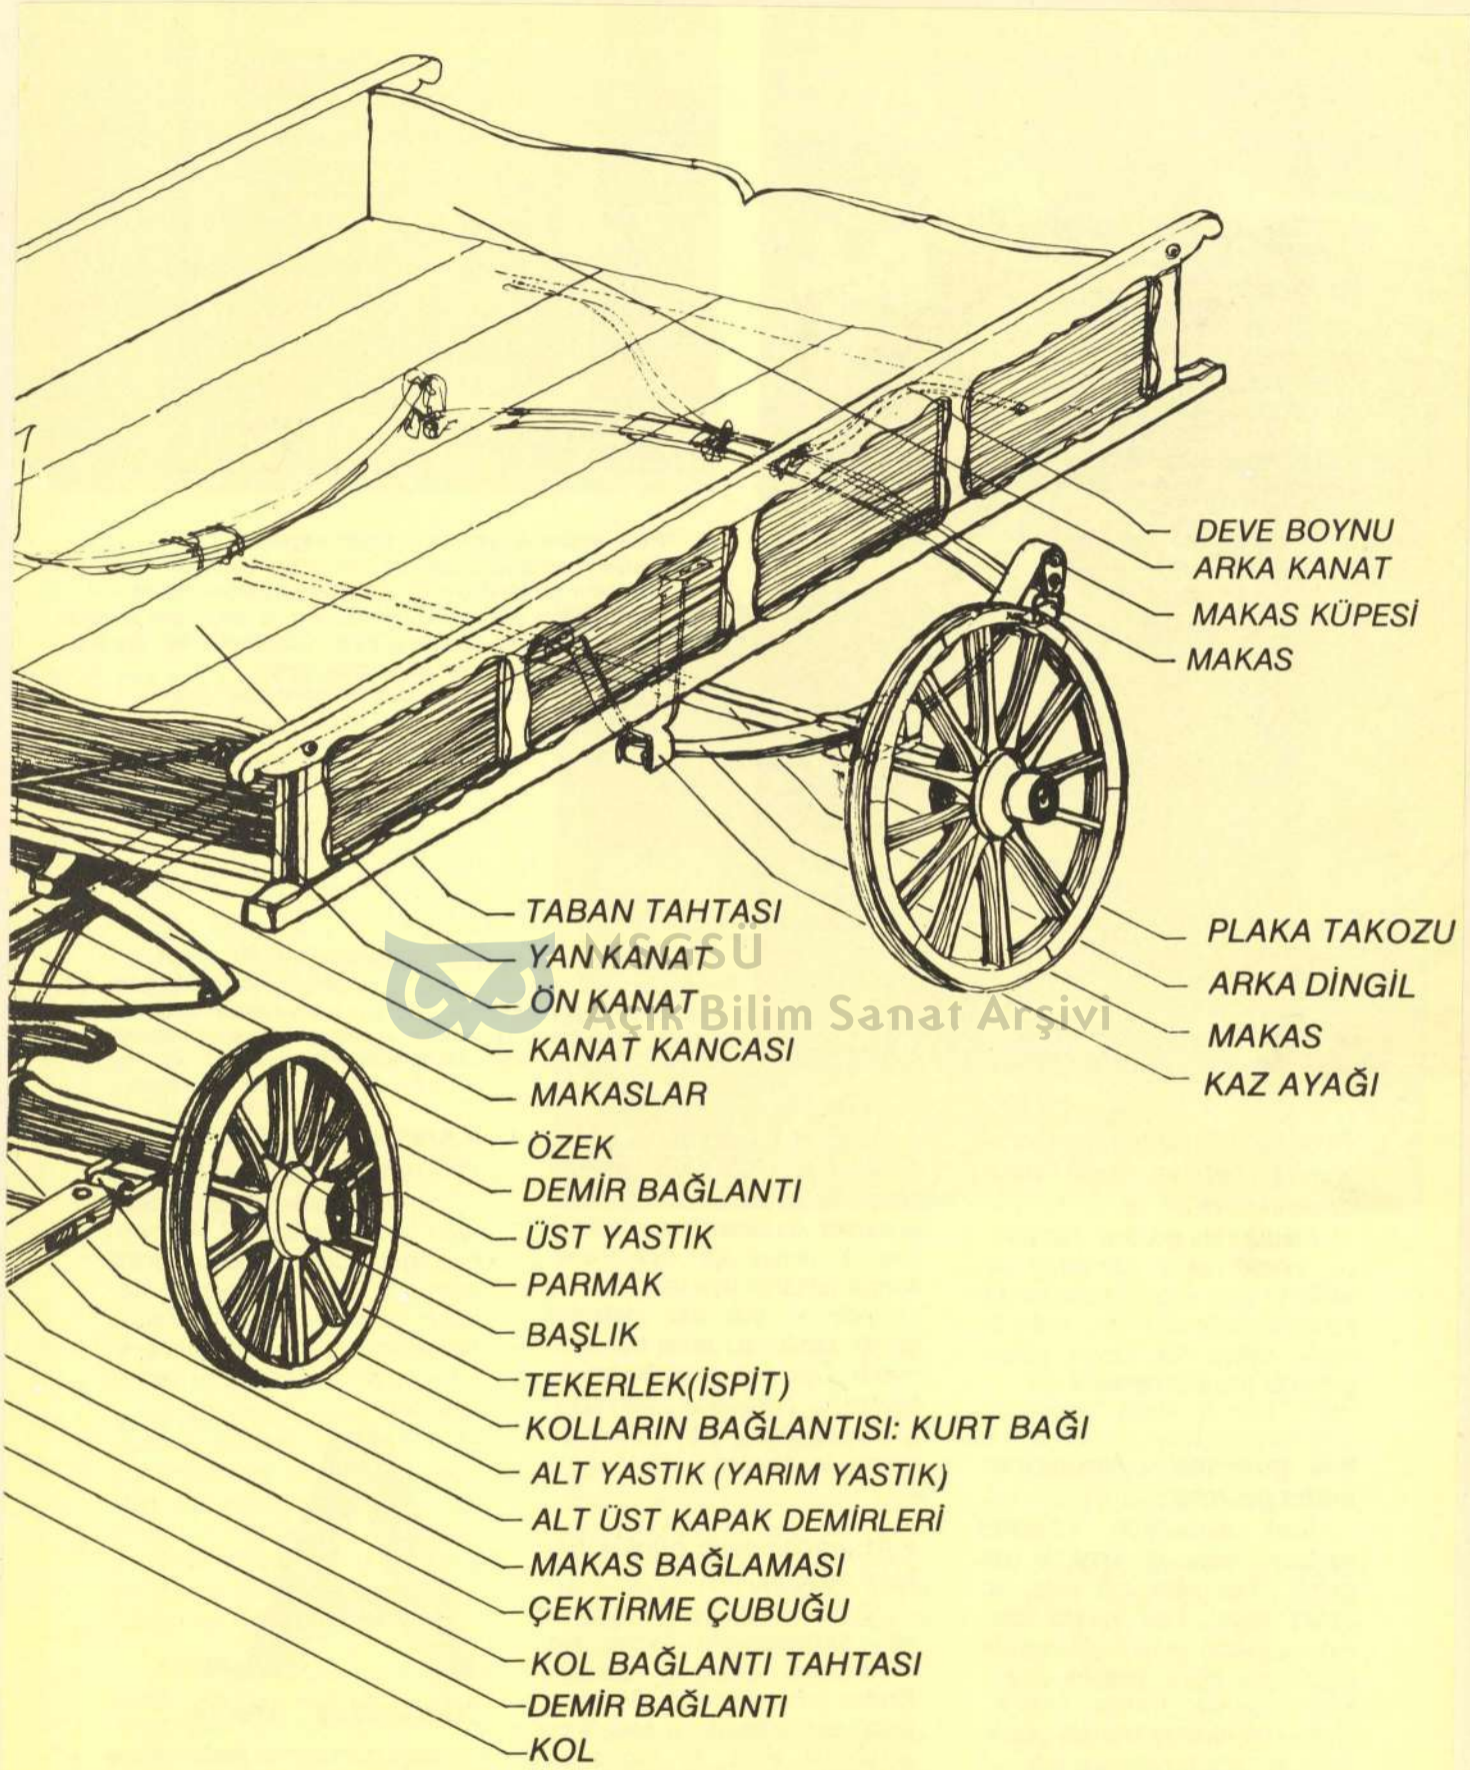 DEVE BOYNU
ARKA KANAT
MAKAS KÜPESİ
MAKAS
TABAN TAHTASI
YAN KANAT
ÖN KANAT
KANAT KANCASI
MAKASLAR
ÖZEK
DEMİR BAĞLANTI
ÜST YASTIK
PARMAK
BAŞLIK
TEKERLEK(İSPİT)
KOLLARIN BAĞLANTISI: KURT BAĞI
ALT YASTIK (YARIM YASTIK)
ALT ÜST KAPAK DEMİRLERİ
MAKAS BAĞLAMASI
ÇEKTİRME ÇUBUĞU
KOL BAĞLANTI TAHTASI
DEMİR BAĞLANTI
KOL
PLAKA TAKOZU
ARKA DİNGİL
MAKAS
KAZ AYAĞI
MSGSÜ
Açık Bilim Sanat Arşivi